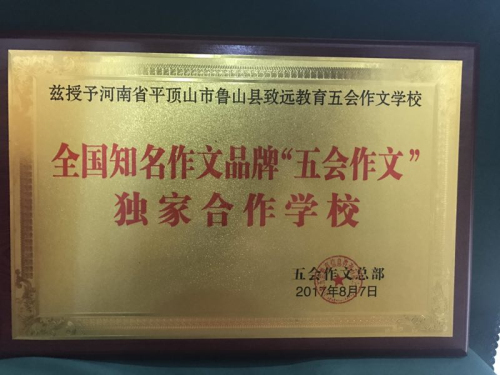 兹授予河南省平顶山市鲁山县致远教育五会作文学校
全国知名作文品牌“五会作文”
独家合作学校
五会作文总部
2017年8月7日